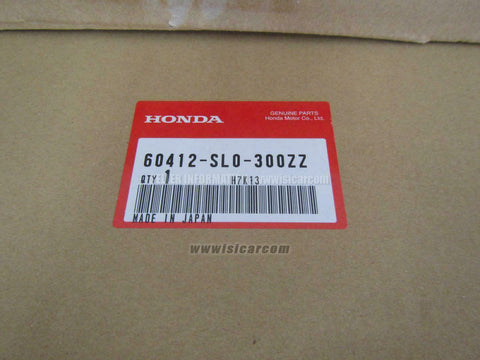 HONDA
GENUINE PARTS
Honda Motor Co., Ltd.
60412-SL0-300ZZ
QTY 1
H7K13
MADE IN JAPAN
wwwisicarcom